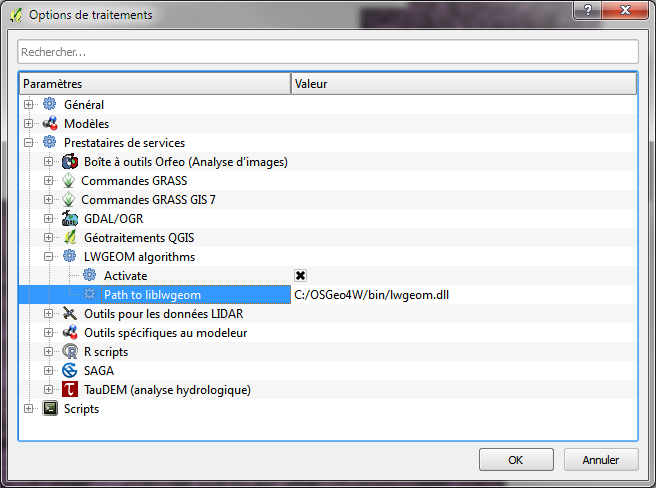 Options de traitements
Rechercher...
Paramètres Valeur
Général
Modèles
Prestataires de services
Boîte à outils Orfeo (Analyse d'images)
Commandes GRASS
Commandes GRASS GIS 7
GDAL/OGR
Géotraitements QGIS
LWGEOM algorithms
Activate
Path to liblwgeom C:/OSGeo4W/bin/lwgeom.dll
Outils pour les données LIDAR
Outils spécifiques au modeleur
R scripts
SAGA
TauDEM (analyse hydrologique)
Scripts
OK Annuler